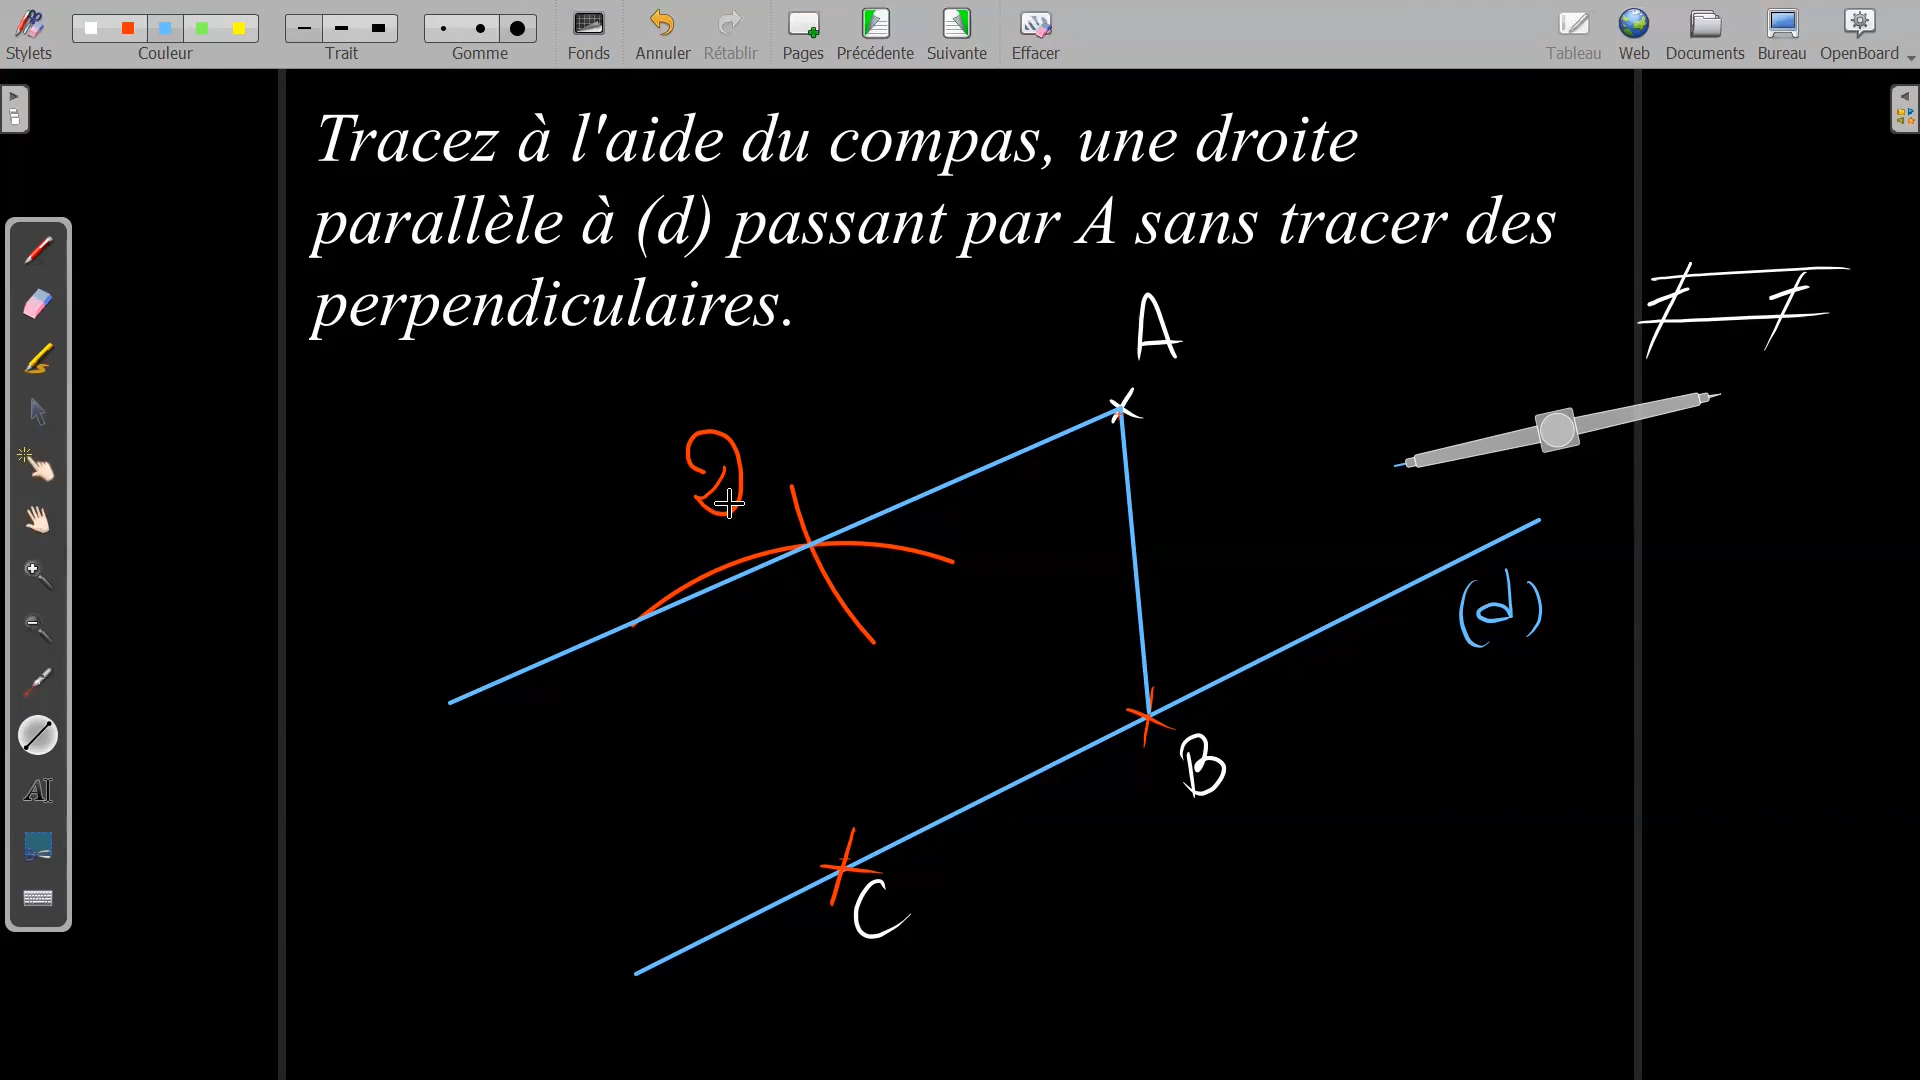 Stylets Couleur Trait Gomme Fonds Annuler Rétablir Pages Précédente Suivante Effacer Tableau Web Documents Bureau OpenBoard
Tracez à l'aide du compas, une droite
parallèle à (d) passant par A sans tracer des
perpendiculaires.
A
(d)
B
C
AI